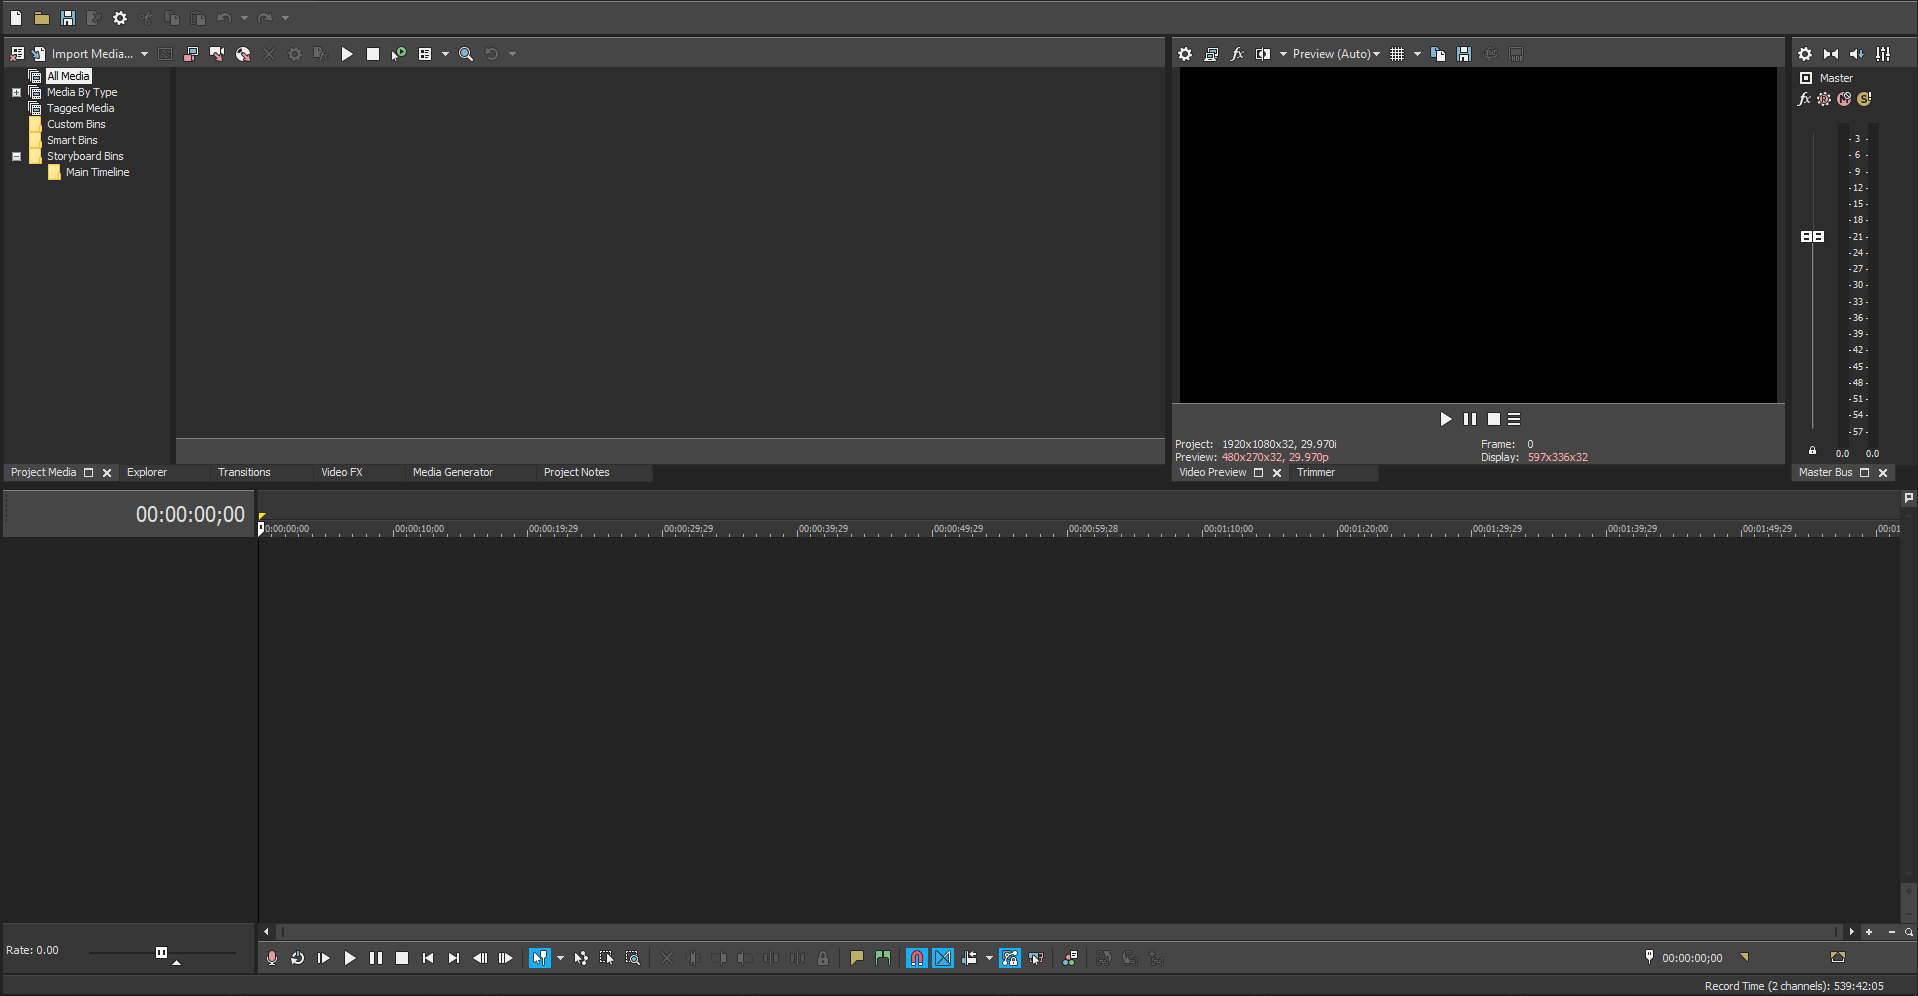 Import Media...
All Media
Media By Type
Tagged Media
Custom Bins
Smart Bins
Storyboard Bins
Main Timeline
Preview (Auto)
Master
- 3 -
- 6 -
- 9 -
- 12 -
- 15 -
- 18 -
- 21 -
- 24 -
- 27 -
- 30 -
- 33 -
- 36 -
- 39 -
- 42 -
- 45 -
- 48 -
- 51 -
- 54 -
- 57 -
0.0 0.0
Project: 1920x1080x32, 29.970i Frame: 0
Preview: 480x270x32, 29.970p Display: 597x336x32
Project Media Explorer Transitions Video FX Media Generator Project Notes
Video Preview Trimmer
Master Bus
00:00:00;00
0:00:00;00 00:00:10;00 00:00:19;29 00:00:29;29 00:00:39;29 00:00:49;29 00:00:59;28 00:01:10;00 00:01:20;00 00:01:29;29 00:01:39;29 00:01:49;29 00:01
Rate: 0.00
00:00:00;00
Record Time (2 channels): 539:42:05